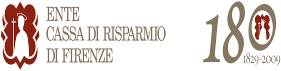 ENTE
CASSA DI RISPARMIO
DI FIRENZE
180
1829-2009